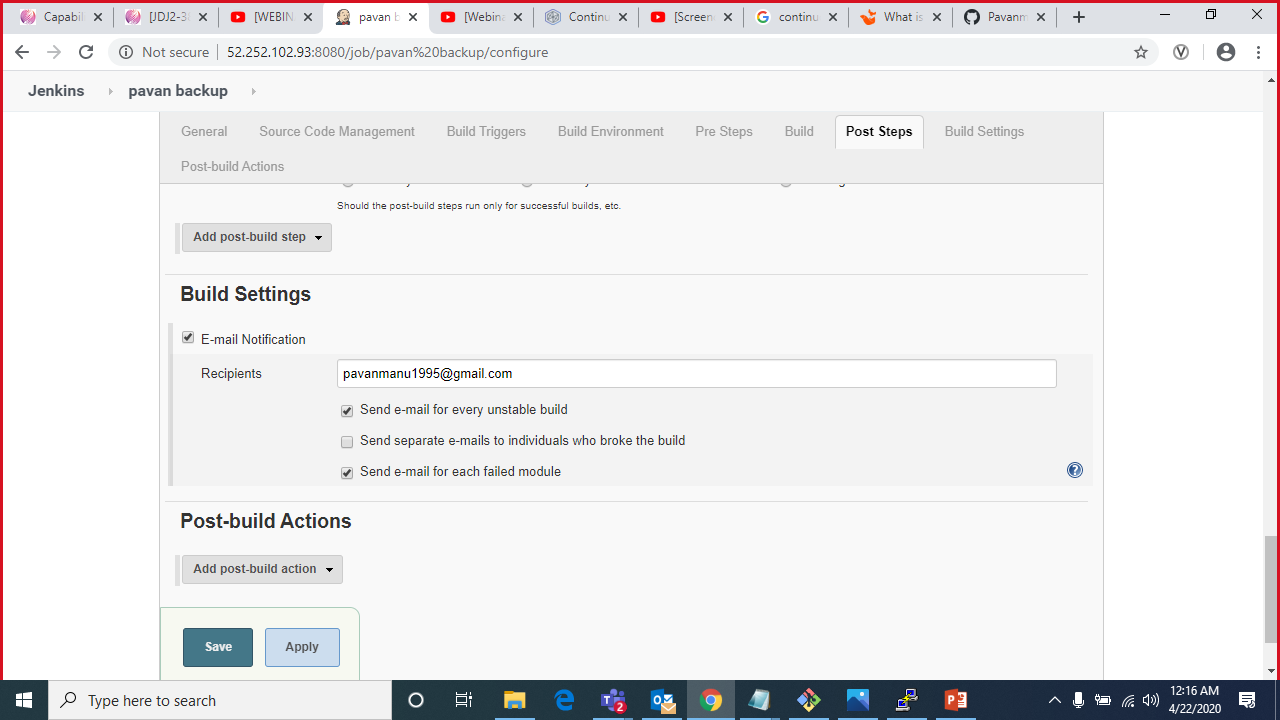 Capabil
[JDJ2-3
[WEBIN
pavan b
[Webina
Continu
[Screen
continu
What is
Pavanm
Not secure
52.252.102.93:8080/job/pavan%20backup/configure
Jenkins
pavan backup
General
Source Code Management
Build Triggers
Build Environment
Pre Steps
Build
Post Steps
Build Settings
Post-build Actions
Should the post-build steps run only for successful builds, etc.
Add post-build step
Build Settings
E-mail Notification
Recipients
pavanmanu1995@gmail.com
Send e-mail for every unstable build
Send separate e-mails to individuals who broke the build
Send e-mail for each failed module
Post-build Actions
Add post-build action
Save
Apply
Type here to search
2
12:16 AM
4/22/2020